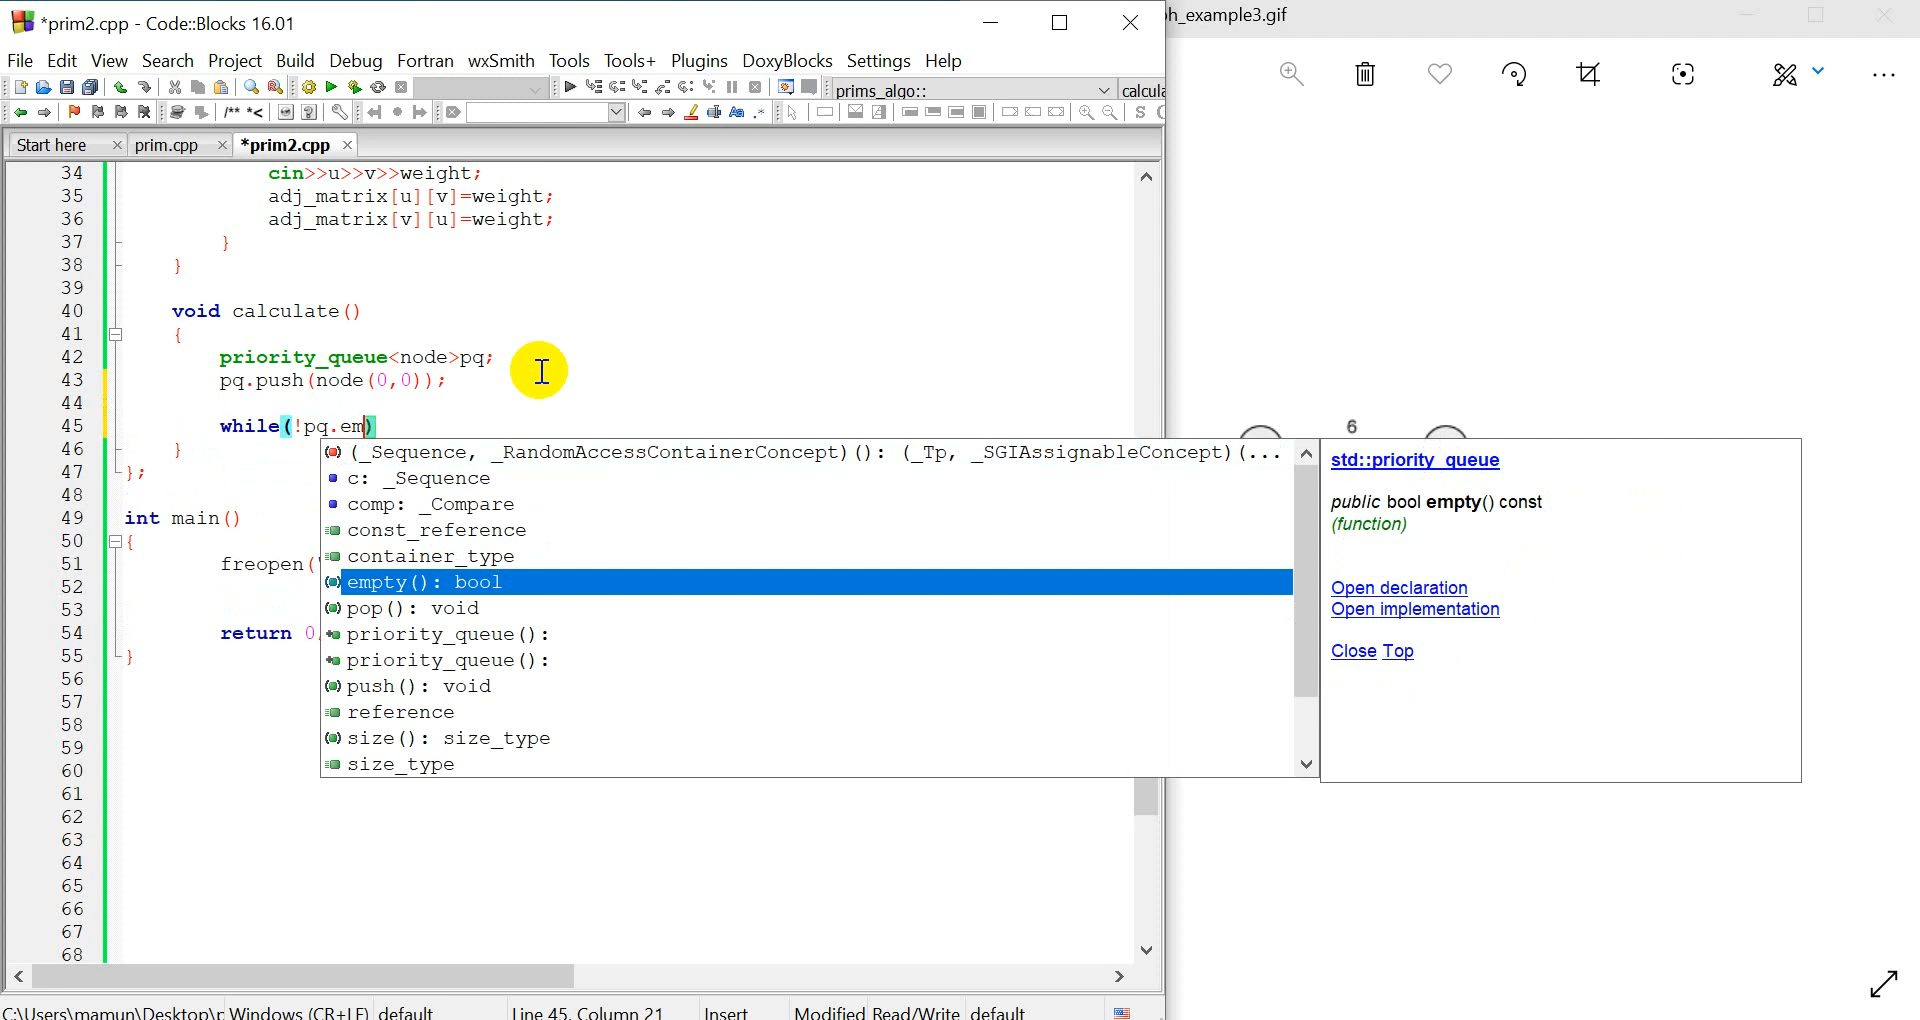 *prim2.cpp - Code::Blocks 16.01
h_example3.gif
File Edit View Search Project Build Debug Fortran wxSmith Tools Tools+ Plugins DoxyBlocks Settings Help
prims_algo:: calcula
/** *<
Start here prim.cpp *prim2.cpp
34 cin>>u>>v>>weight;
35 adj_matrix[u][v]=weight;
36 adj_matrix[v][u]=weight;
37 }
38 }
39
40 void calculate()
41 {
42 priority_queue<node>pq;
43 pq.push(node(0,0));
44
45 while(!pq.em)
46 }
47 };
48
49 int main()
50 {
51 freopen(
52
53
54 return 0
55 }
56
57
58
59
60
61
62
63
64
65
66
67
68
(_Sequence, _RandomAccessContainerConcept)(): (_Tp, _SGIAssignableConcept)(...
c: _Sequence
comp: _Compare
const_reference
container_type
empty(): bool
pop(): void
priority_queue():
priority_queue():
push(): void
reference
size(): size_type
size_type
6
std::priority_queue
public bool empty() const
(function)
Open declaration
Open implementation
Close Top
C:\Users\mamun\Desktop\p Windows (CR+LF) default Line 45, Column 21 Insert Modified Read/Write default